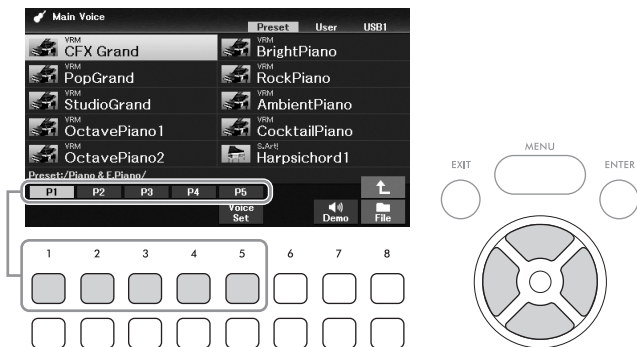 Main Voice
Preset User USB1
VRM
CFX Grand
VRM
BrightPiano
VRM
PopGrand
VRM
RockPiano
VRM
StudioGrand
VRM
AmbientPiano
VRM
OctavePiano1
VRM
CocktailPiano
VRM
OctavePiano2
S.Art!
Harpsichord1
Preset:/Piano & E.Piano/
P1 P2 P3 P4 P5
Voice Demo File
Set
1 2 3 4 5 6 7 8
EXIT MENU ENTER